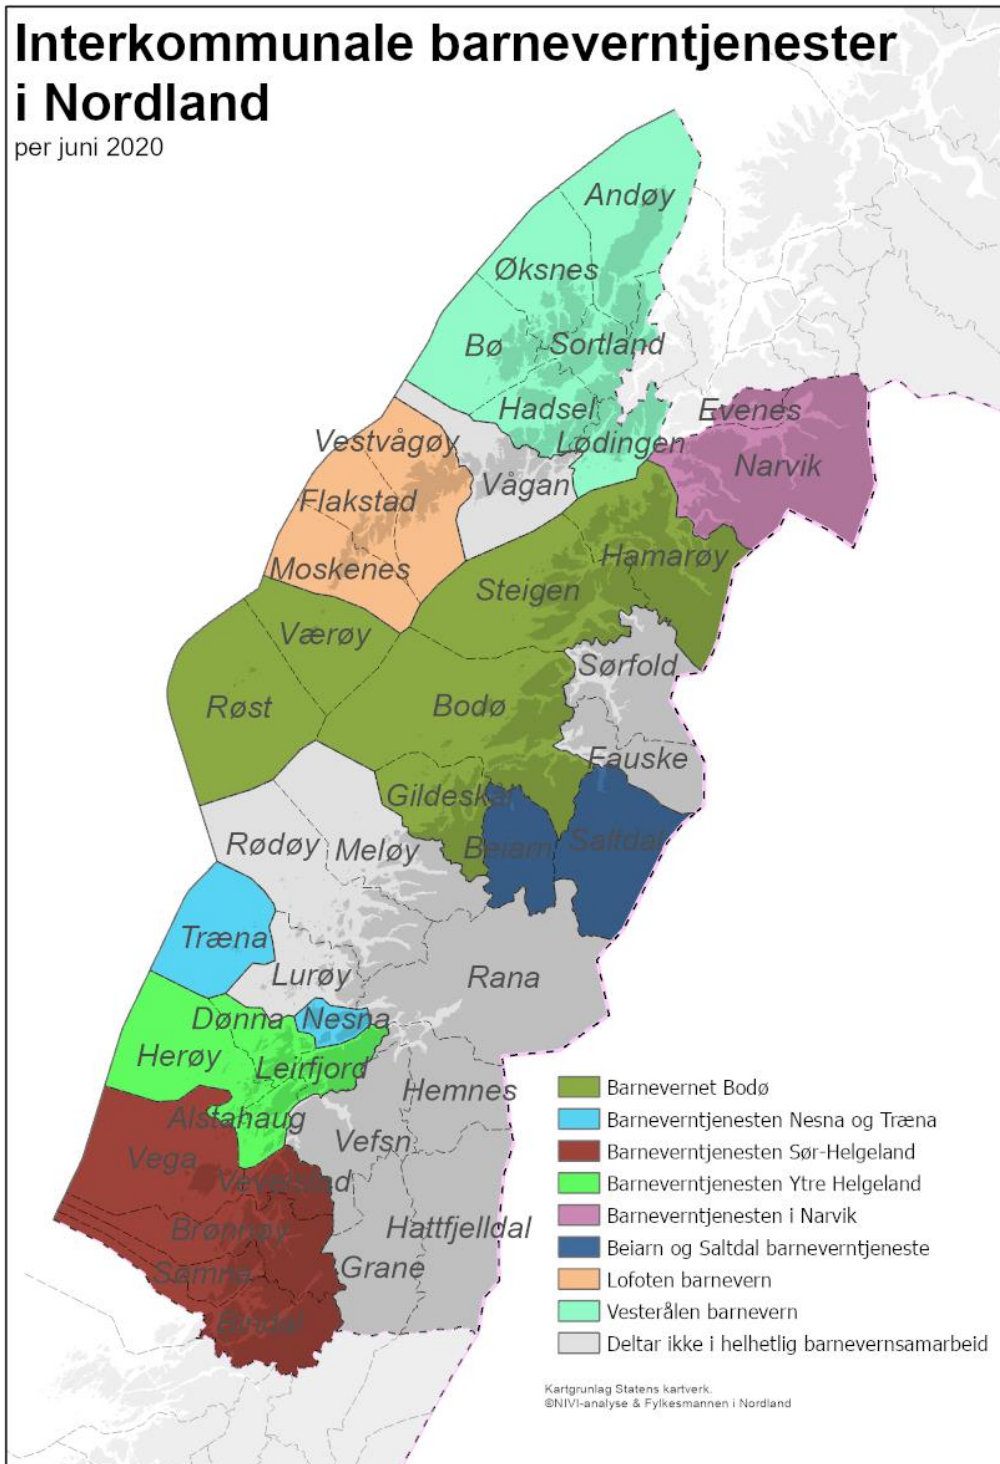 Interkommunale barneverntjenester
i Nordland
per juni 2020
Andøy
Øksnes
Bø
Sortland
Hadsel
Evenes
Vestvågøy
Lødingen
Narvik
Vågan
Flakstad
Moskenes
Hamarøy
Steigen
Værøy
Sørfold
Røst
Bodø
Fauske
Gildeskål
Rødøy
Meløy
Beiarn
Saltdal
Træna
Lurøy
Rana
Dønna
Nesna
Herøy
Leirfjord
Hemnes
Alstahaug
Vefsn
Vega
Vevelstad
Brønnøy
Hattfjelldal
Sømna
Grane
Bindal
Barnevernet Bodø
Barneverntjenesten Nesna og Træna
Barneverntjenesten Sør-Helgeland
Barneverntjenesten Ytre Helgeland
Barneverntjenesten i Narvik
Beiarn og Saltdal barneverntjeneste
Lofoten barnevern
Vesterålen barnevern
Deltar ikke i helhetlig barnevernsamarbeid
Kartgrunlag Statens kartverk.
©NIVI-analyse & Fylkesmannen i Nordland